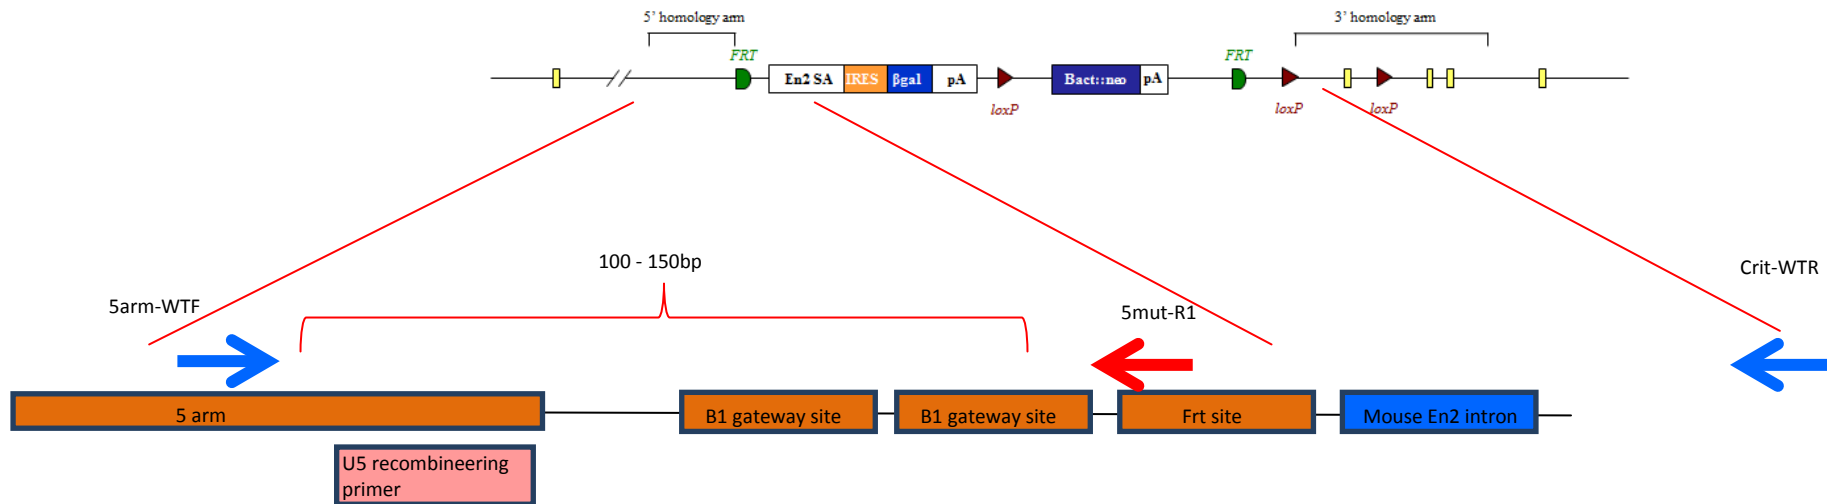 5’ homology arm
3’ homology arm
FRT
FRT
En2 SA
IRES
βgal
pA
Bact::neo
pA
loxP
loxP
loxP
100 - 150bp
Crit-WTR
5arm-WTF
5mut-R1
5 arm
B1 gateway site
B1 gateway site
Frt site
Mouse En2 intron
U5 recombineering
primer